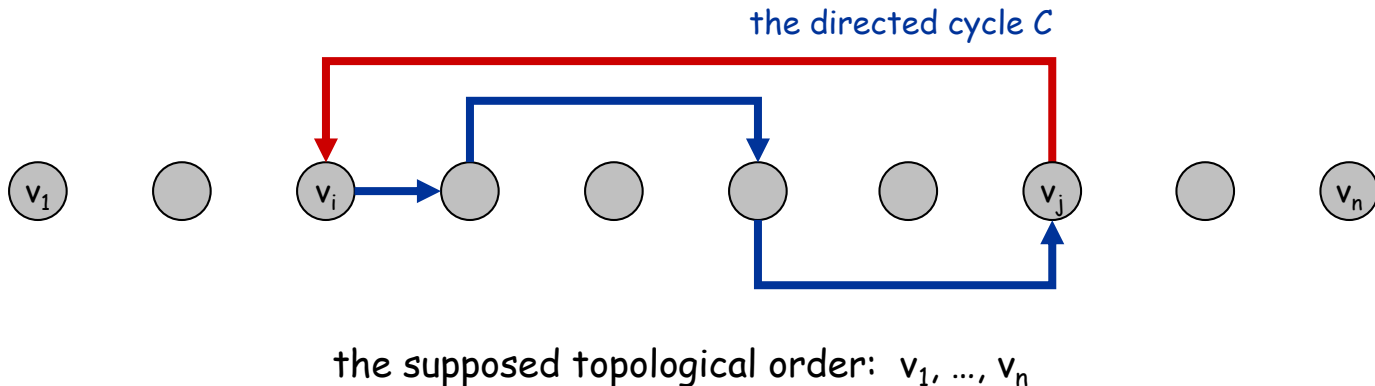 the directed cycle C
v₁ vᵢ vⱼ vₙ
the supposed topological order: v₁, ..., vₙ